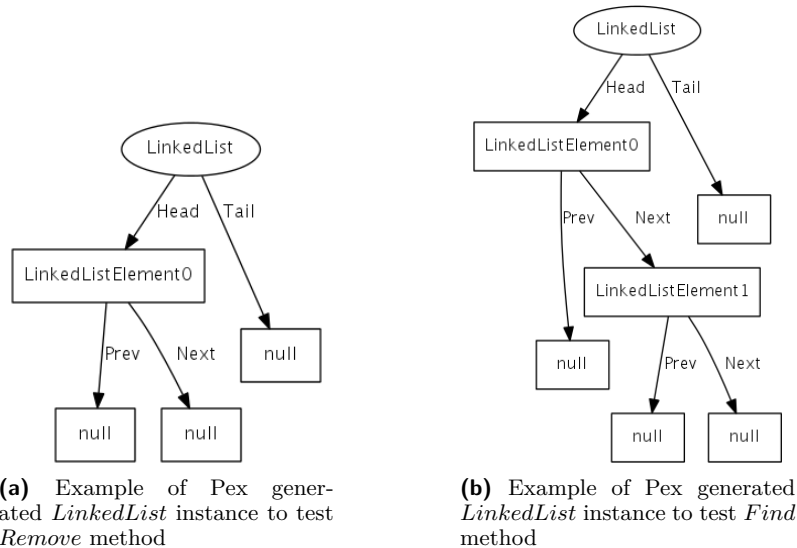 LinkedList
Head
Tail
LinkedListElement0
Prev
Next
null
null
null
(a) Example of Pex gener-
ated LinkedList instance to test
Remove method
LinkedList
Head
Tail
LinkedListElement0
null
Prev
Next
LinkedListElement1
null
Prev
Next
null
null
(b) Example of Pex generated
LinkedList instance to test Find
method